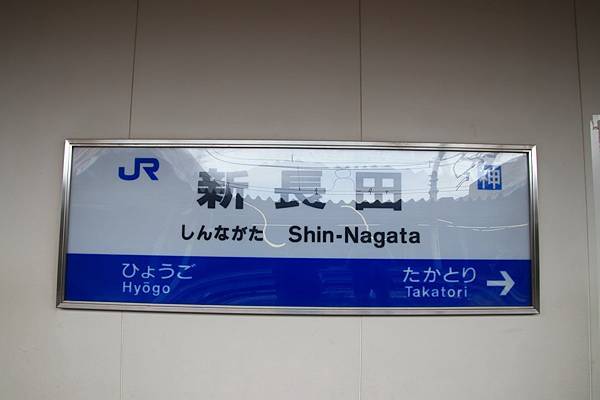 JR
新長田
神
しんながた Shin-Nagata
ひょうご
Hyōgo
たかとり
Takatori →